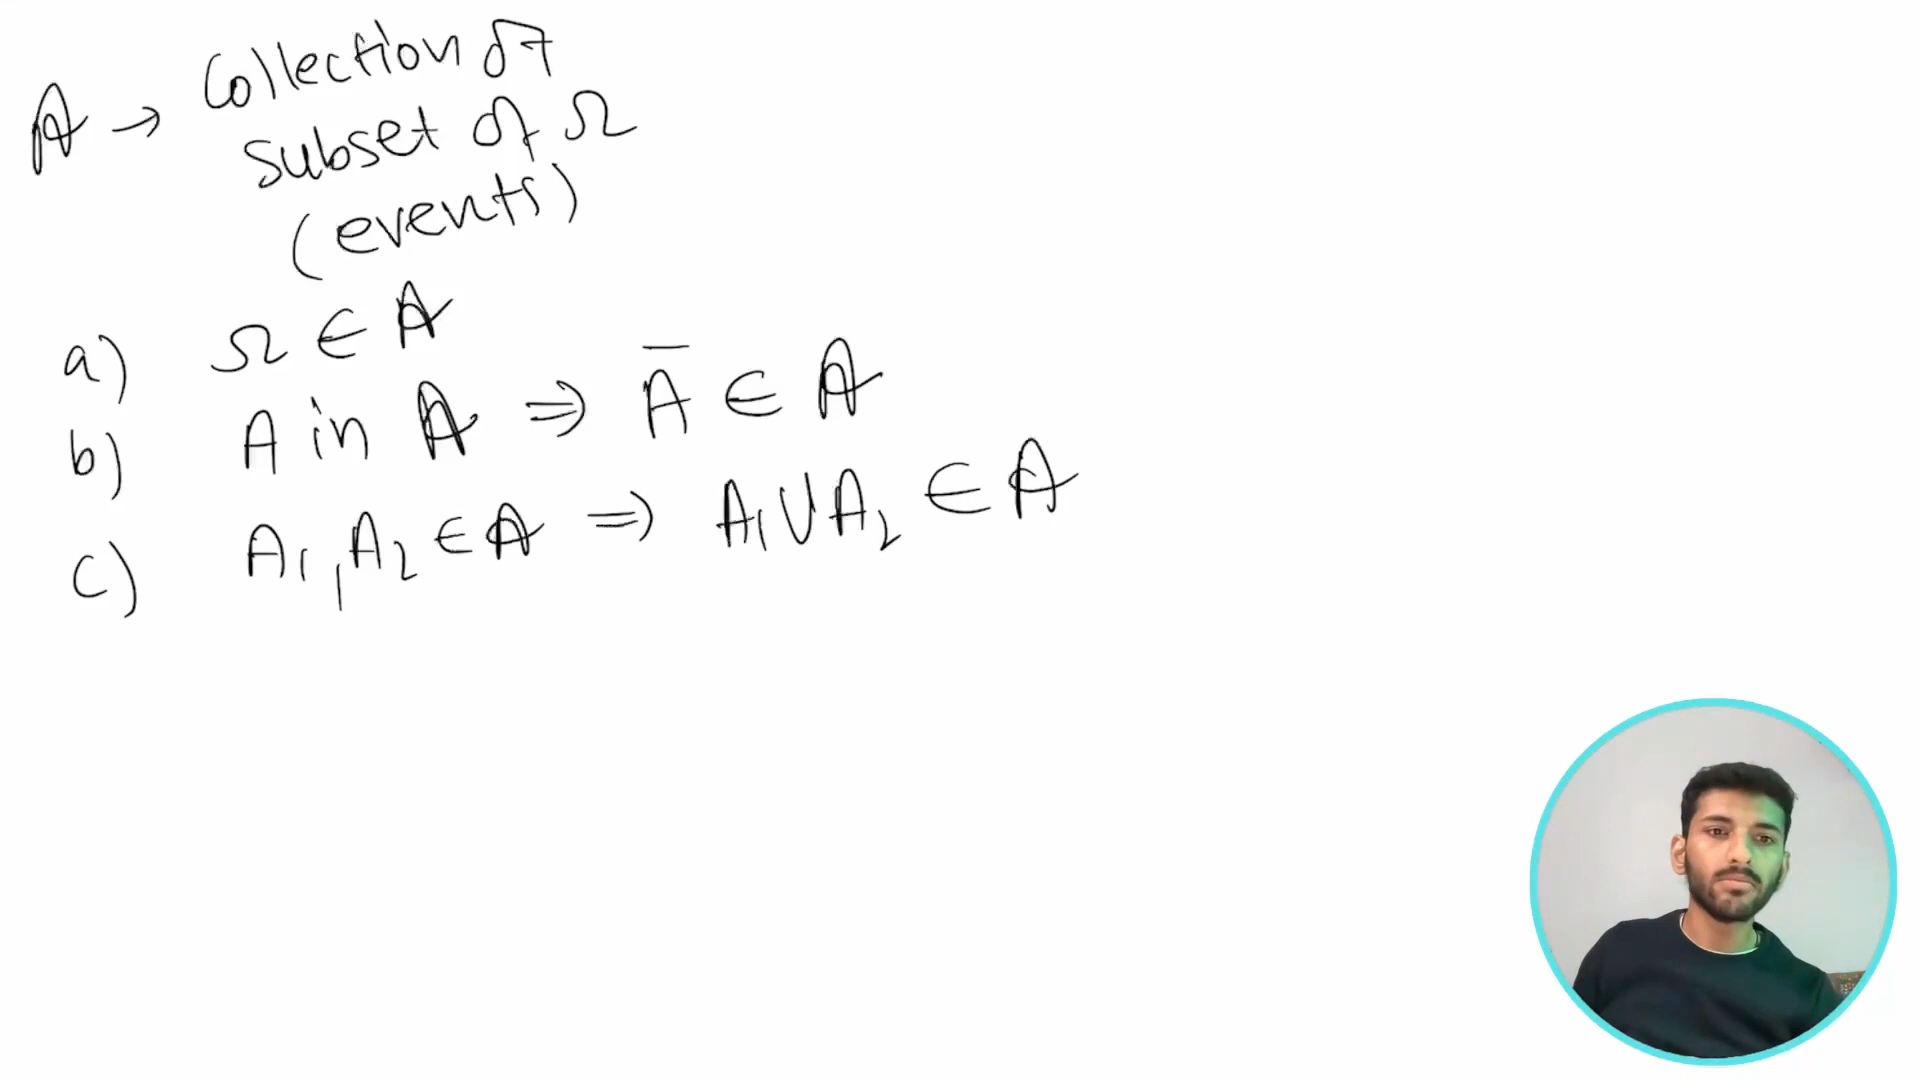 A → Collection of
subset of Ω
(events)
a) Ω ∈ A
b) A in A ⇒ A̅ ∈ A
c) A₁, A₂ ∈ A ⇒ A₁ ∪ A₂ ∈ A